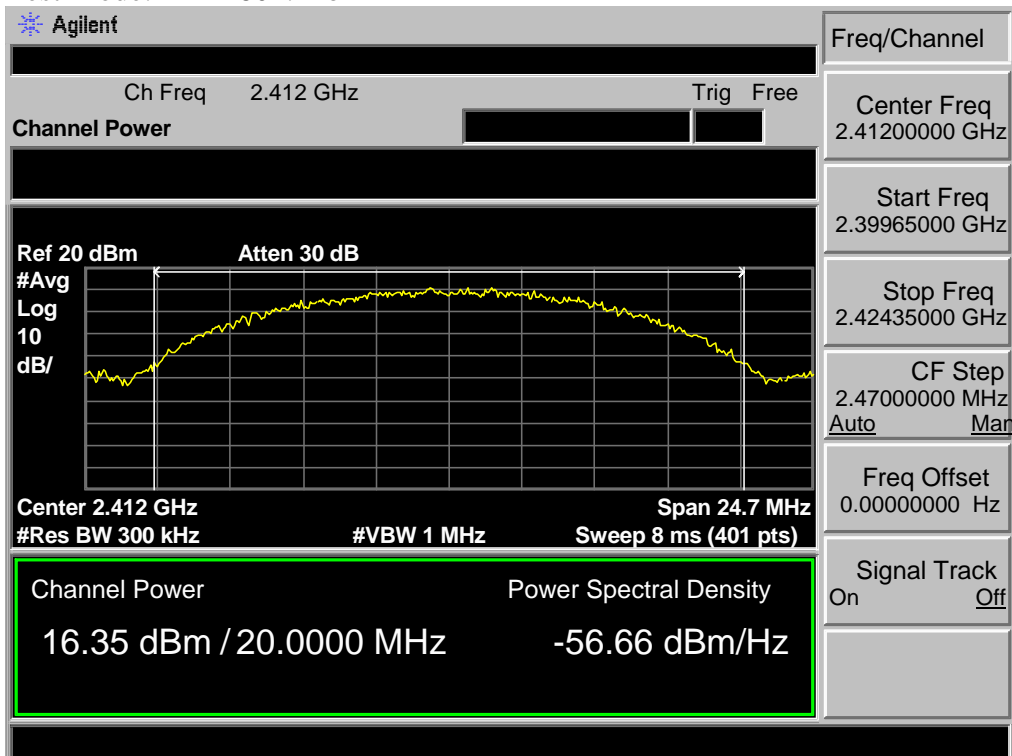 Agilent
Freq/Channel
Ch Freq 2.412 GHz Trig Free
Channel Power
Center Freq
2.41200000 GHz
Start Freq
2.39965000 GHz
Stop Freq
2.42435000 GHz
CF Step
2.47000000 MHz
Auto Man
Freq Offset
0.00000000 Hz
Signal Track
On Off
Ref 20 dBm Atten 30 dB
#Avg
Log
10
dB/
Center 2.412 GHz Span 24.7 MHz
#Res BW 300 kHz #VBW 1 MHz Sweep 8 ms (401 pts)
Channel Power Power Spectral Density
16.35 dBm / 20.0000 MHz -56.66 dBm/Hz